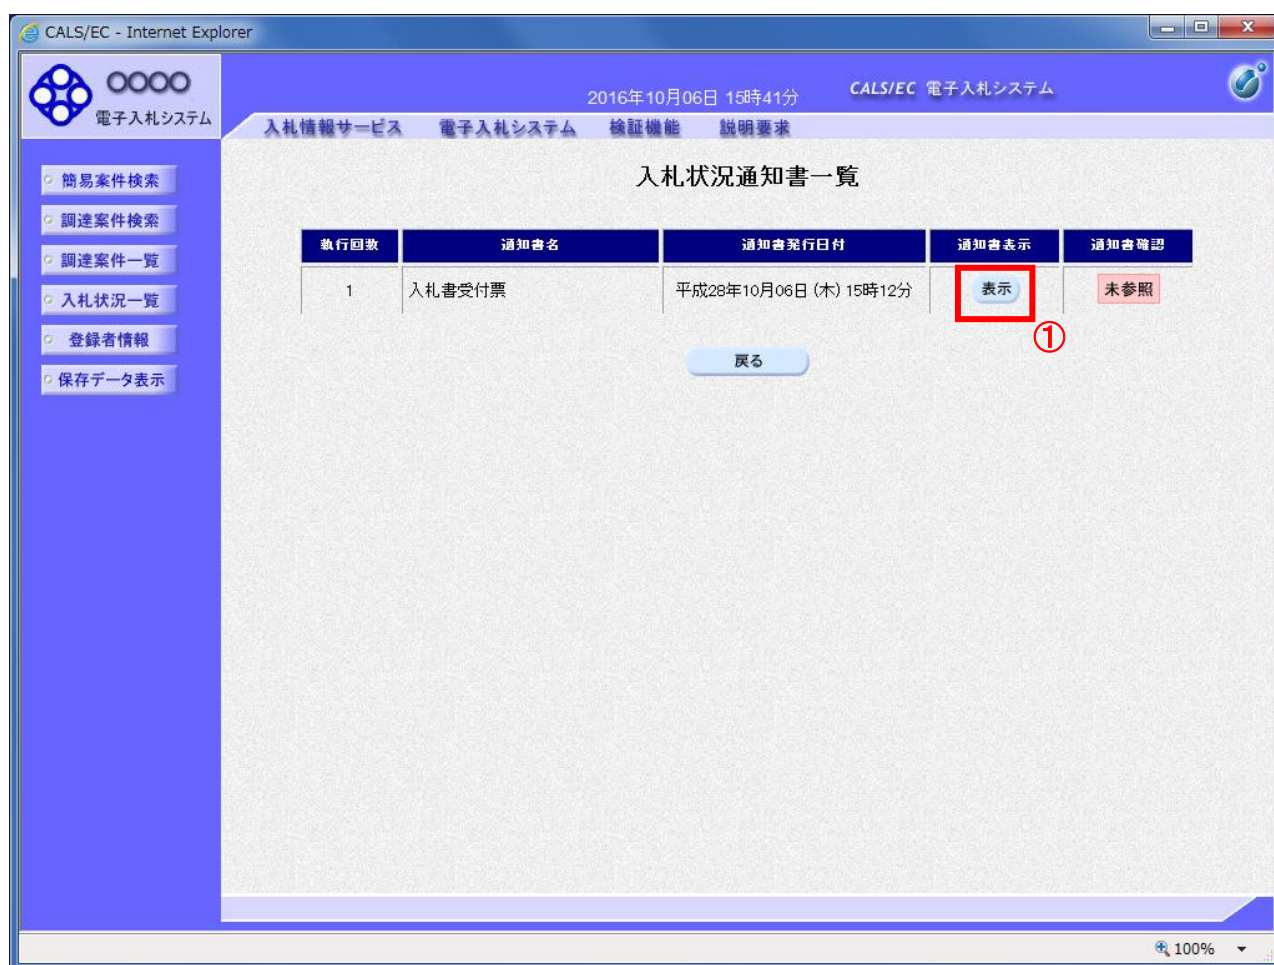 CALS/EC - Internet Explorer
OOOO
電子入札システム
2016年10月06日 15時41分
CALS/EC 電子入札システム
入札情報サービス 電子入札システム 検証機能 説明要求
簡易案件検索
調達案件検索
調達案件一覧
入札状況一覧
登録者情報
保存データ表示
入札状況通知書一覧
執行回数 通知書名 通知書発行日付 通知書表示 通知書確認
1 入札書受付票 平成28年10月06日 (木) 15時12分 表示 未参照
①
戻る
100%